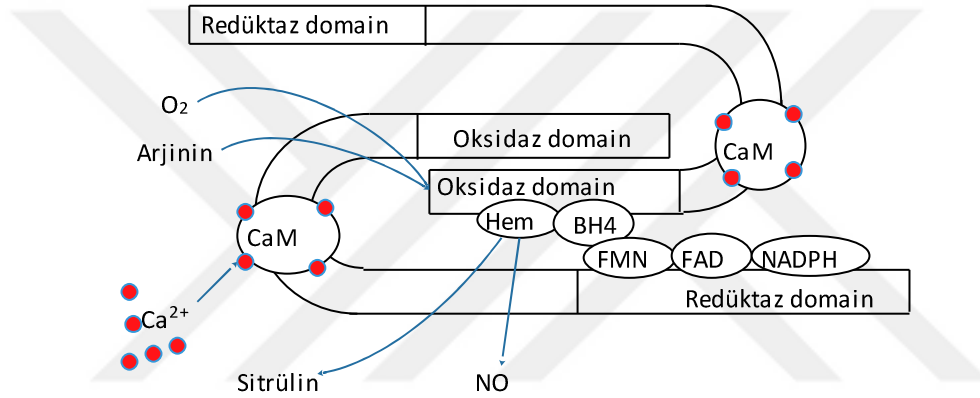 Redüktaz domain
O2
Arjinin
Oksidaz domain
CaM
Oksidaz domain
Hem
BH4
CaM
FMN
FAD
NADPH
Redüktaz domain
Ca2+
Sitrülin
NO